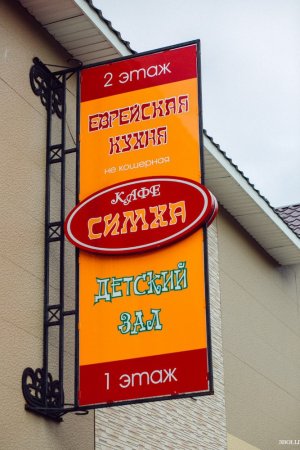 2 этаж
ЕВРЕЙСКАЯ
КУХНЯ
не кошерная
КАФЕ
СИМХА
ДЕТСКИЙ
ЗАЛ
1 этаж